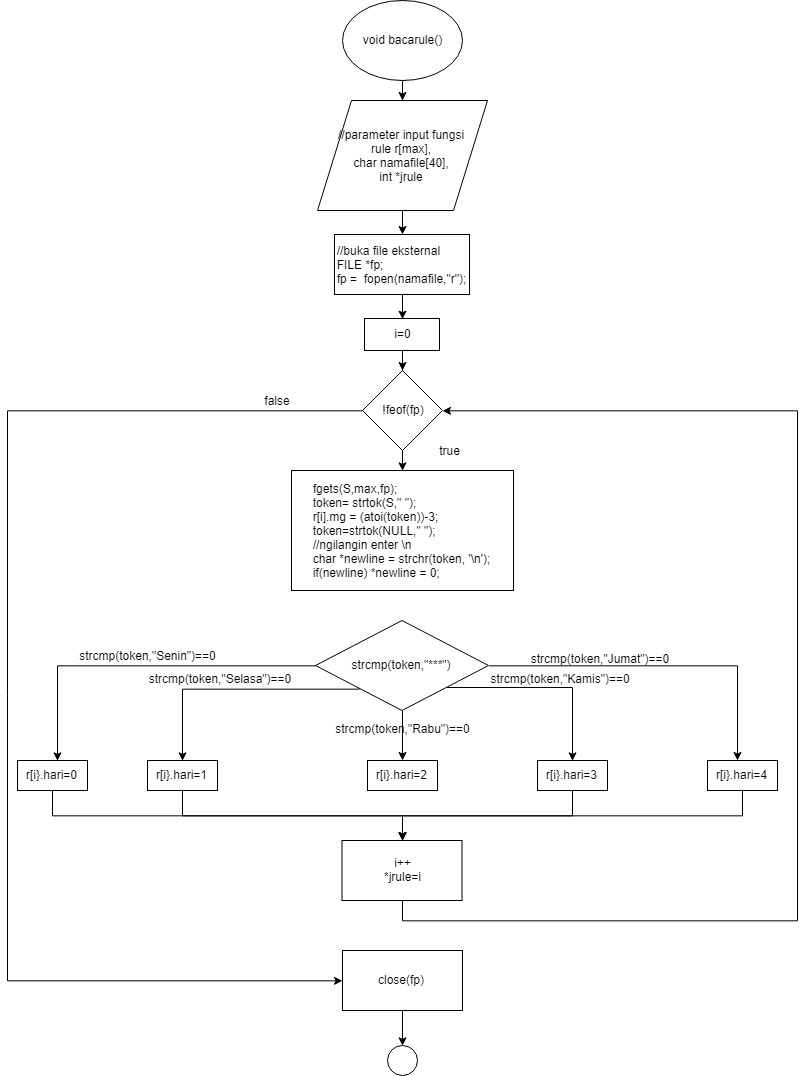 void bacarule()
//parameter input fungsi
rule r[max],
char namafile[40],
int *jrule
//buka file eksternal
FILE *fp;
fp =  fopen(namafile,"r");
i=0
false
!feof(fp)
true
fgets(S,max,fp);
token= strtok(S," ");
r[i].mg = (atoi(token))-3;
token=strtok(NULL," ");
//ngilangin enter \n
char *newline = strchr(token, '\n');
if(newline) *newline = 0;
strcmp(token,"Senin")==0
strcmp(token,"***")
strcmp(token,"Jumat")==0
strcmp(token,"Selasa")==0
strcmp(token,"Kamis")==0
strcmp(token,"Rabu")==0
r[i}.hari=0
r[i}.hari=1
r[i}.hari=2
r[i}.hari=3
r[i}.hari=4
i++
*jrule=i
close(fp)